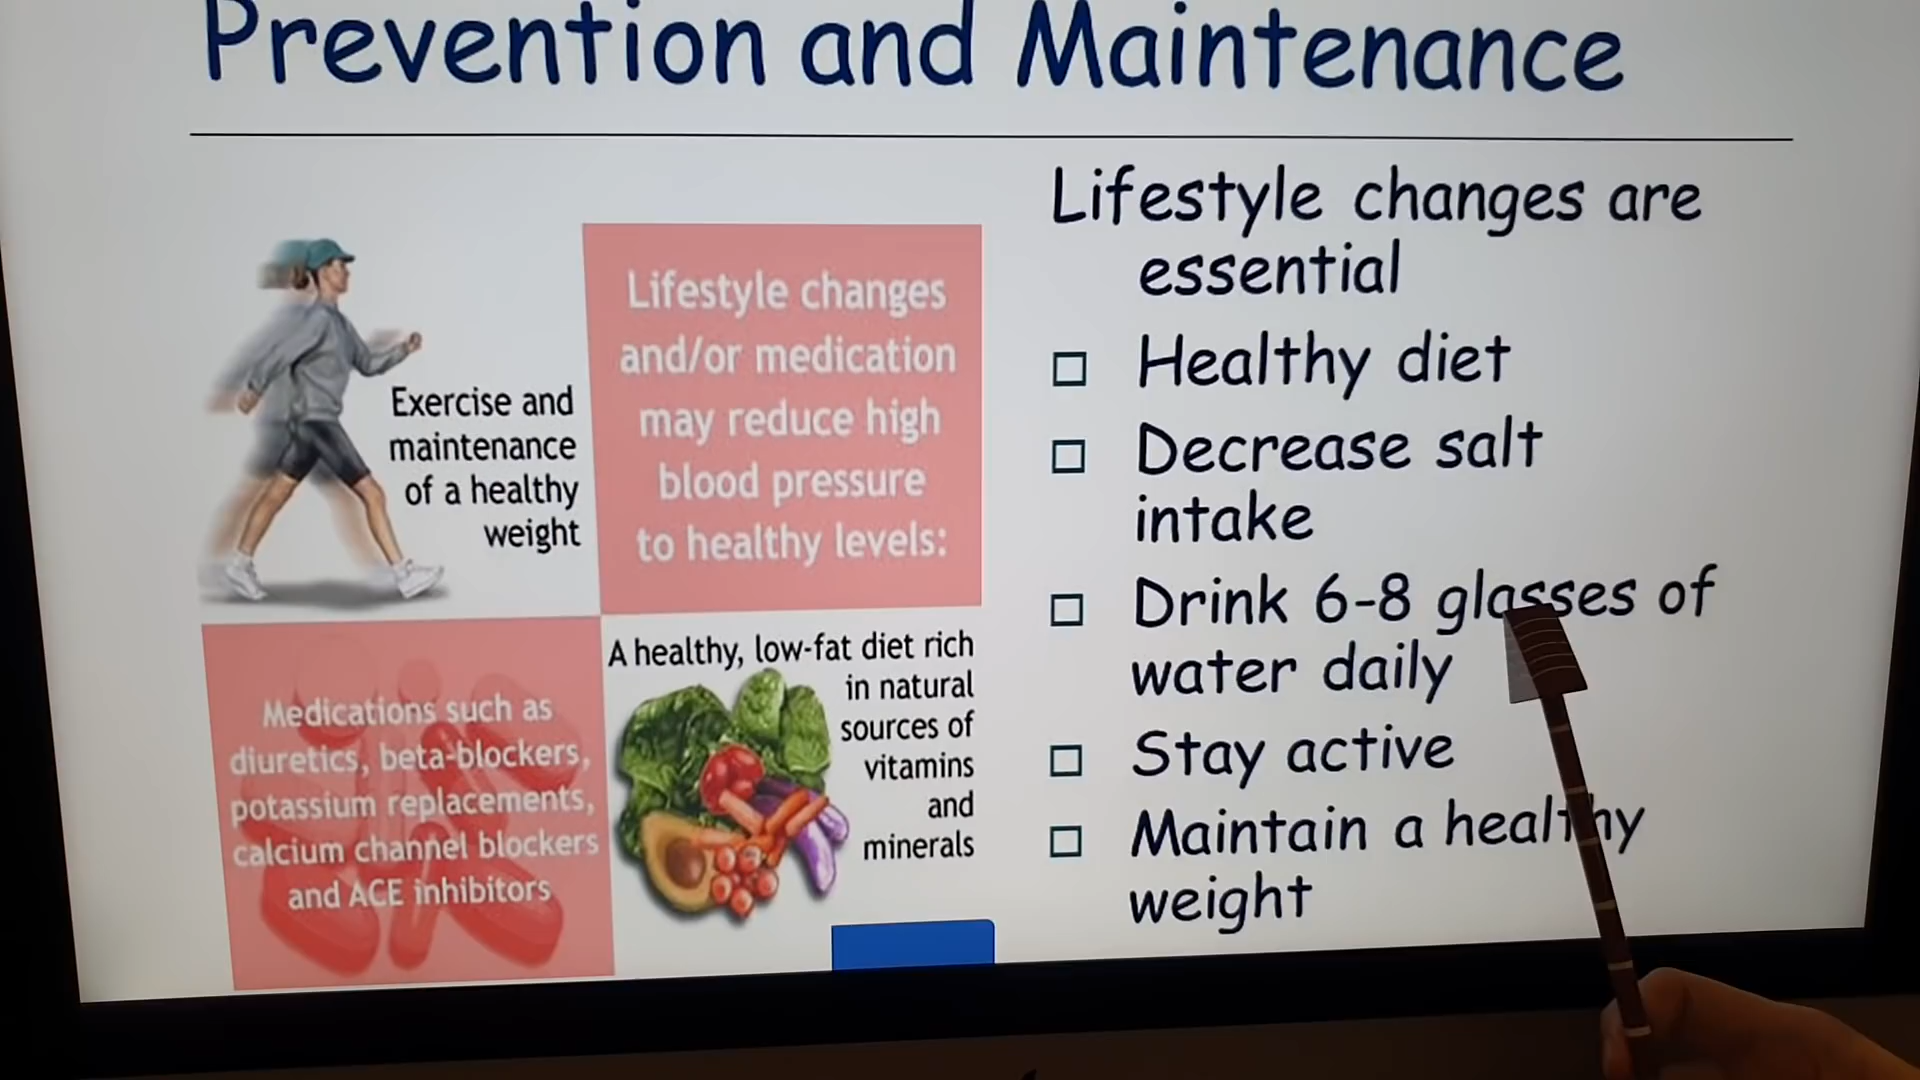 Prevention and Maintenance
Exercise and
maintenance
of a healthy
weight
Lifestyle changes
and/or medication
may reduce high
blood pressure
to healthy levels:
Medications such as
diuretics, beta-blockers,
potassium replacements,
calcium channel blockers
and ACE inhibitors
A healthy, low-fat diet rich
in natural
sources of
vitamins
and
minerals
Lifestyle changes are
essential
Healthy diet
Decrease salt
intake
Drink 6-8 glasses of
water daily
Stay active
Maintain a healthy
weight